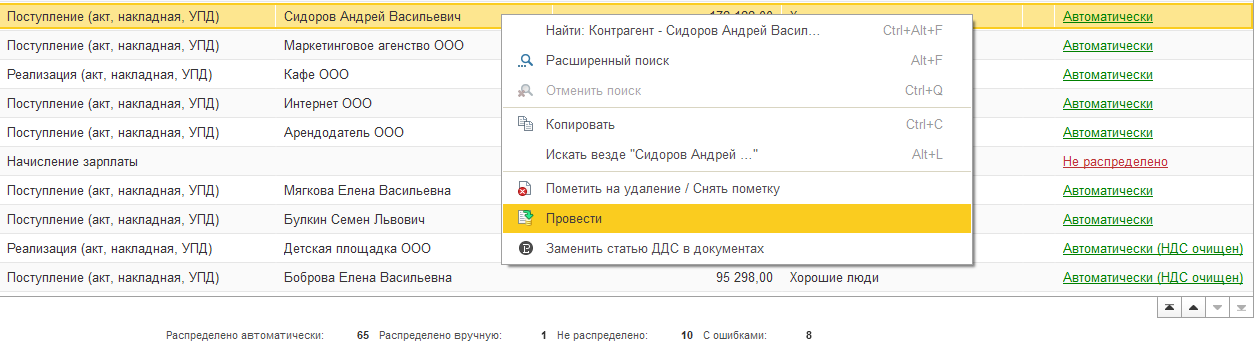 Поступление (акт, накладная, УПД) Сидоров Андрей Васильевич Автоматически
Найти: Контрагент - Сидоров Андрей Васил... Ctrl+Alt+F
Поступление (акт, накладная, УПД) Маркетинговое агенство ООО Автоматически
Расширенный поиск Alt+F
Реализация (акт, накладная, УПД) Кафе ООО Автоматически
Отменить поиск Ctrl+Q
Поступление (акт, накладная, УПД) Интернет ООО Автоматически
Копировать Ctrl+C
Поступление (акт, накладная, УПД) Арендодатель ООО Автоматически
Искать везде "Сидоров Андрей ..." Alt+L
Начисление зарплаты Не распределено
Пометить на удаление / Снять пометку
Поступление (акт, накладная, УПД) Мягкова Елена Васильевна Автоматически
Провести
Поступление (акт, накладная, УПД) Булкин Семен Львович Автоматически
Заменить статью ДДС в документах
Реализация (акт, накладная, УПД) Детская площадка ООО Автоматически (НДС очищен)
Поступление (акт, накладная, УПД) Боброва Елена Васильевна 95 298,00 Хорошие люди Автоматически (НДС очищен)
Распределено автоматически: 65 Распределено вручную: 1 Не распределено: 10 С ошибками: 8